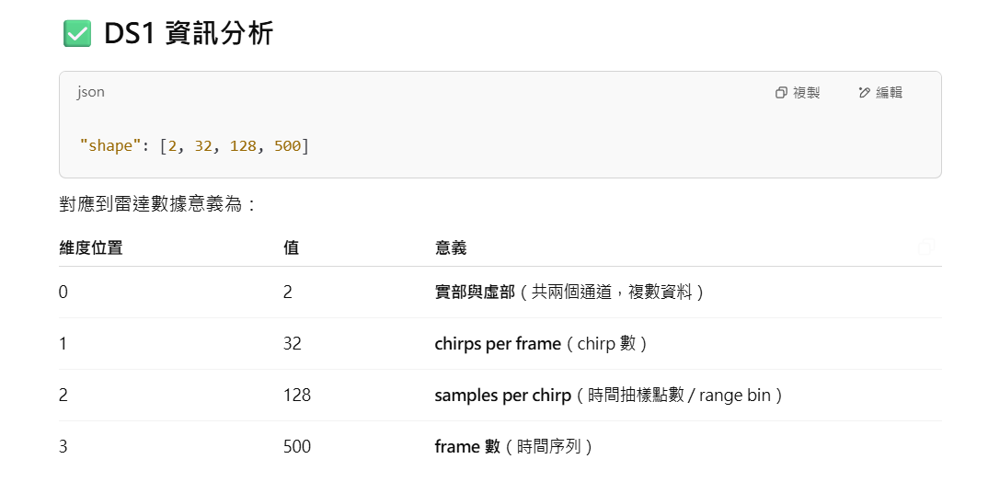 ✅ DS1 資訊分析
json 複製 編輯
"shape": [2, 32, 128, 500]
對應到雷達數據意義為：
維度位置 值 意義
0 2 實部與虛部（共兩個通道，複數資料）
1 32 chirps per frame（chirp 數）
2 128 samples per chirp（時間抽樣點數 / range bin）
3 500 frame 數（時間序列）